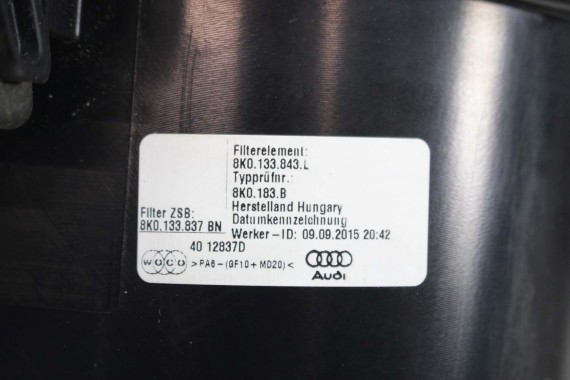 Filterelement:
8K0.133.843.L
Typprüfnr.:
8K0.183.B
Herstelland Hungary
Filter ZSB:
Datumkennzeichnung
8K0.133.837 BN
Werker-ID: 09.09.2015 20:42
40 12837D
WOCO >PA6-(GF10+MD20)<
Audi